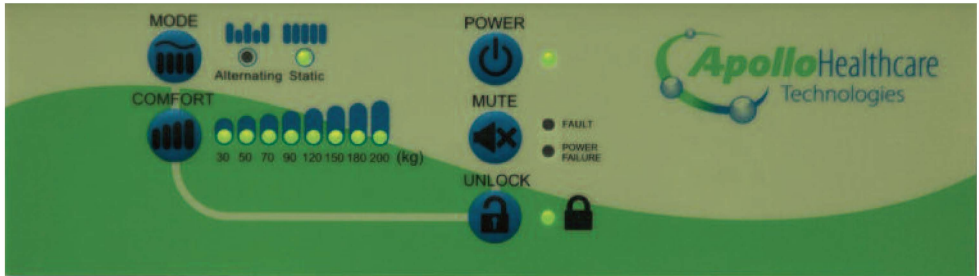 MODE
Alternating Static
COMFORT
30 50 70 90 120 150 180 200 (kg)
POWER
MUTE
FAULT
POWER
FAILURE
UNLOCK
ApolloHealthcare
Technologies